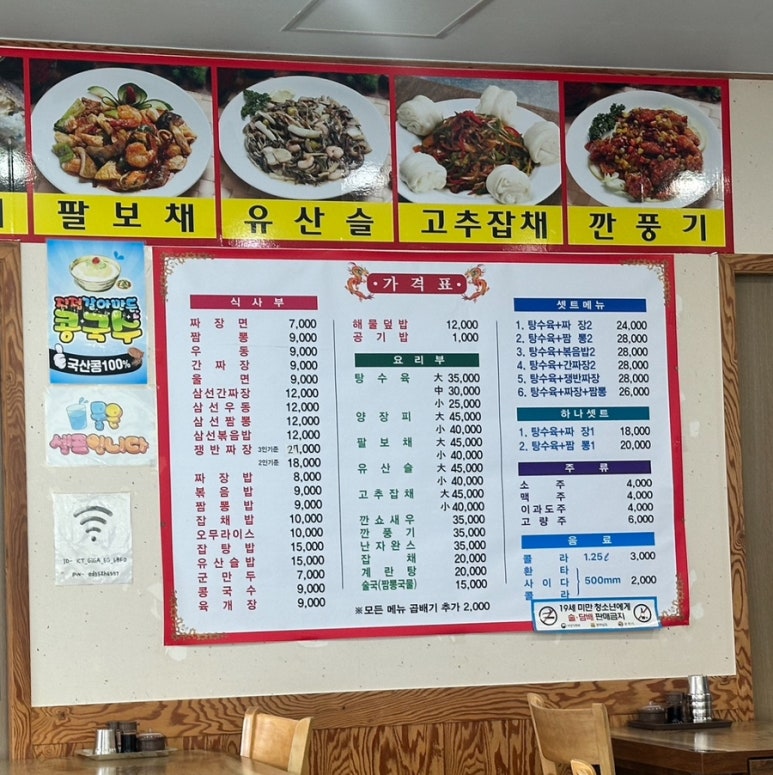 팔보채
유산슬
고추잡채
깐풍기
직접 갈아만든
콩국수
국산콩100%
물은
셀프입니다
가격표
식사부
짜장면 7,000
짬뽕 9,000
우동 9,000
간짜장 9,000
울면 9,000
삼선간짜장 12,000
삼선우동 12,000
삼선짬뽕 12,000
삼선볶음밥 12,000
쟁반짜장 3인기준
2인기준 18,000
짜장밥 8,000
볶음밥 9,000
짬뽕밥 9,000
잡채밥 10,000
오무라이스 10,000
잡탕밥 15,000
유산슬밥 15,000
군만두 7,000
콩국수 9,000
육개장 9,000
해물덮밥 12,000
공기밥 1,000
요리부
탕수육 大 35,000
中 30,000
小 25,000
양장피 大 45,000
小 40,000
팔보채 大 45,000
小 40,000
유산슬 大 45,000
小 40,000
고추잡채 大 45,000
小 40,000
깐쇼새우 35,000
깐풍기 35,000
난자완스 35,000
잡채 20,000
계란탕 20,000
술국(짬뽕국물) 15,000
※모든 메뉴 곱배기 추가 2,000
셋트메뉴
1. 탕수육+짜장2 24,000
2. 탕수육+짬뽕2 28,000
3. 탕수육+볶음밥2 28,000
4. 탕수육+간짜장2 28,000
5. 탕수육+쟁반짜장 28,000
6. 탕수육+짜장+짬뽕 26,000
하나셋트
1. 탕수육+짜장1 18,000
2. 탕수육+짬뽕1 20,000
주류
소주 4,000
맥주 4,000
이과도주 4,000
고량주 6,000
음료
콜라 1.25ℓ 3,000
환타
사이다 500mm 2,000
콜라
19세 미만 청소년에게
술·담배 판매금지